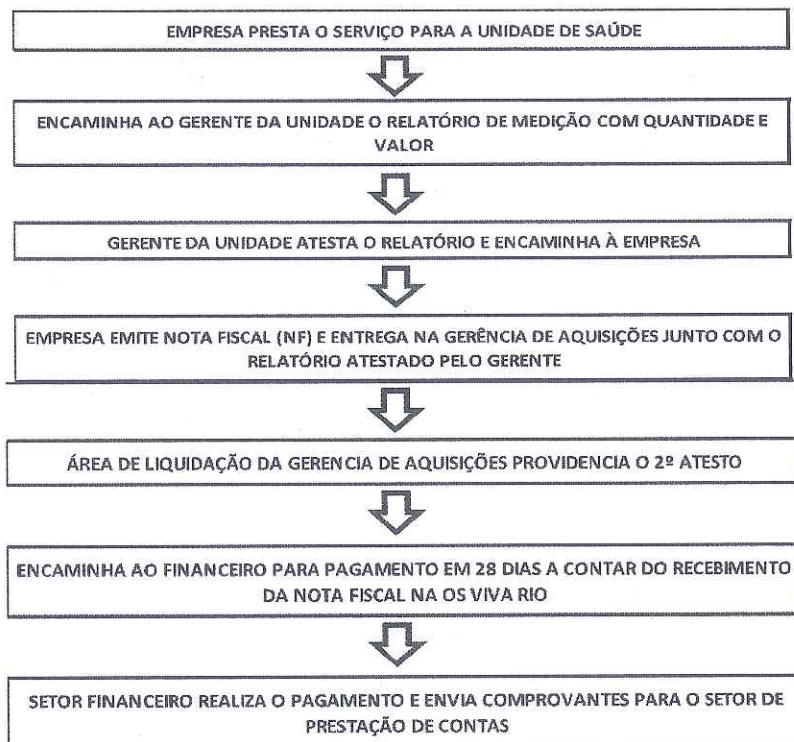 EMPRESA PRESTA O SERVIÇO PARA A UNIDADE DE SAÚDE
ENCAMINHA AO GERENTE DA UNIDADE O RELATÓRIO DE MEDIÇÃO COM QUANTIDADE E
VALOR
GERENTE DA UNIDADE ATESTA O RELATÓRIO E ENCAMINHA À EMPRESA
EMPRESA EMITE NOTA FISCAL (NF) E ENTREGA NA GERÊNCIA DE AQUISIÇÕES JUNTO COM O
RELATÓRIO ATESTADO PELO GERENTE
ÁREA DE LIQUIDAÇÃO DA GERENCIA DE AQUISIÇÕES PROVIDENCIA O 2º ATESTO
ENCAMINHA AO FINANCEIRO PARA PAGAMENTO EM 28 DIAS A CONTAR DO RECEBIMENTO
DA NOTA FISCAL NA OS VIVA RIO
SETOR FINANCEIRO REALIZA O PAGAMENTO E ENVIA COMPROVANTES PARA O SETOR DE
PRESTAÇÃO DE CONTAS